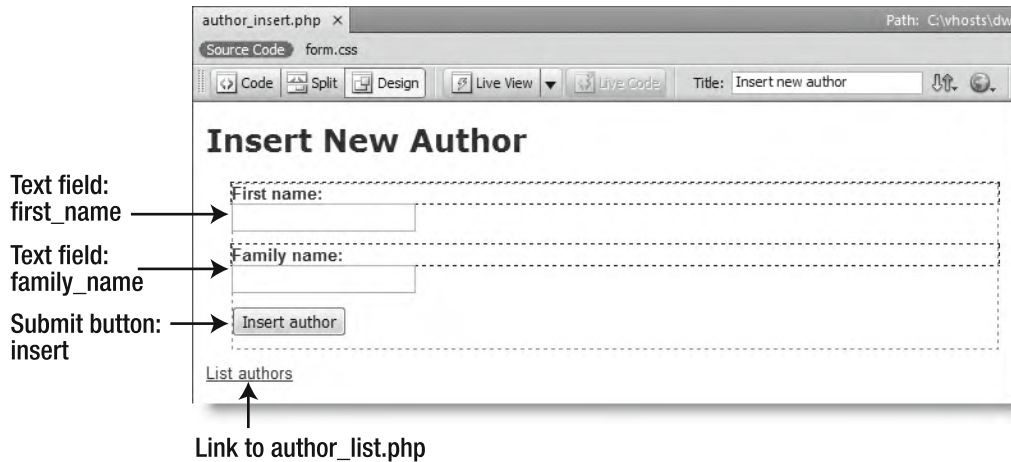 author_insert.php ×
Path: C:\vhosts\dw
Source Code form.css
Code Split Design Live View Live Code Title: Insert new author
Insert New Author
Text field:
first_name
First name:
Text field:
family_name
Family name:
Submit button:
insert
Insert author
List authors
Link to author_list.php